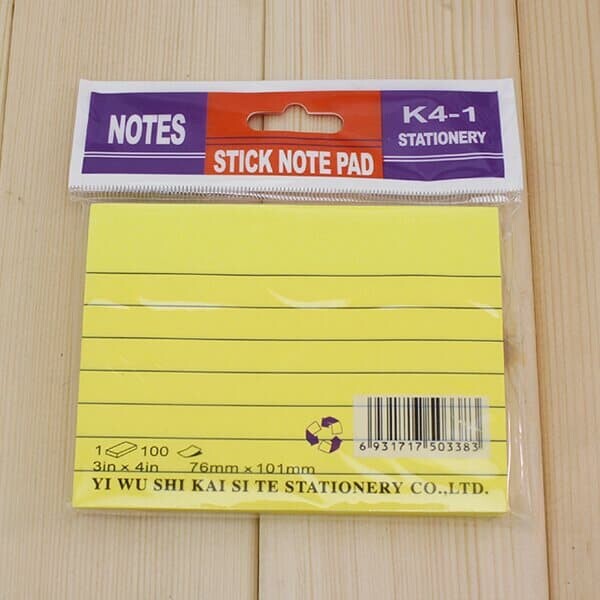 NOTES
STICK NOTE PAD
K4-1
STATIONERY
6 931717 503383
1 100
3in × 4in 76mm × 101mm
YI WU SHI KAI SI TE STATIONERY CO.,LTD.